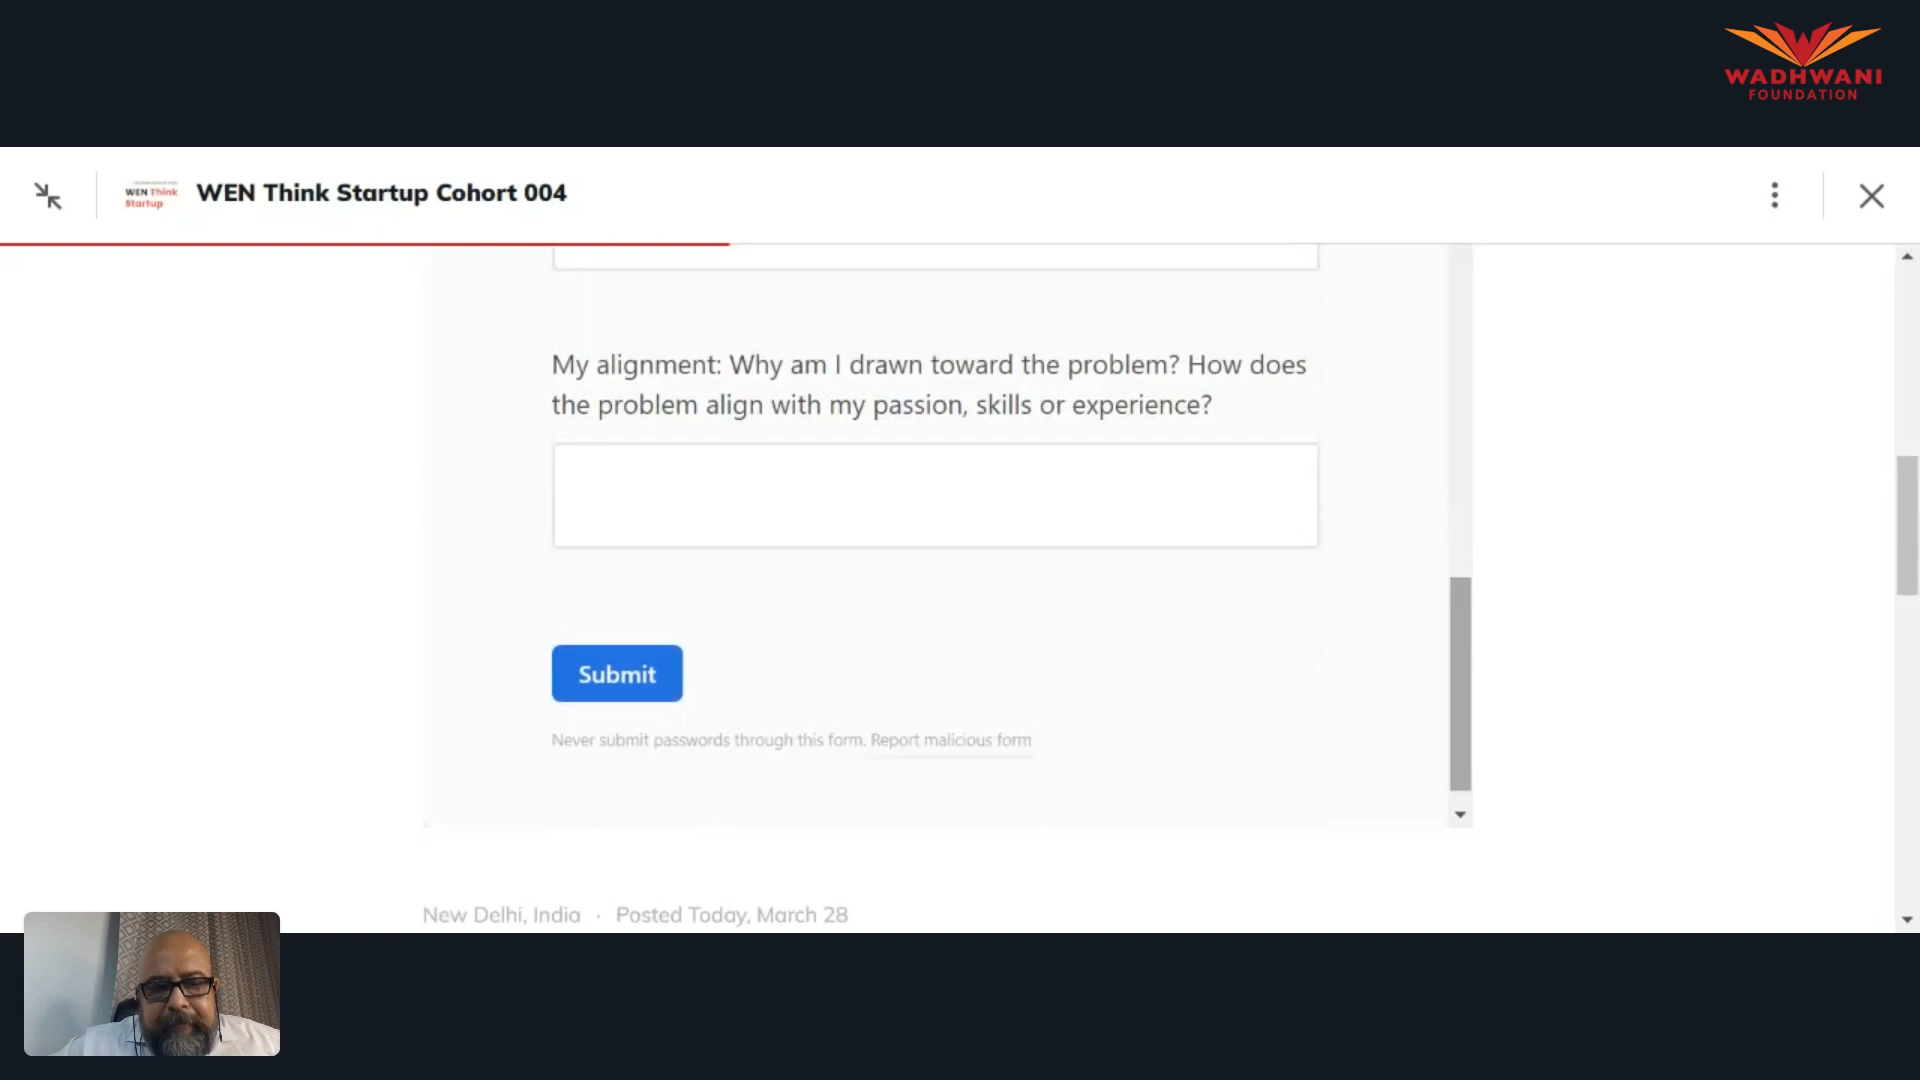 WADHWANI
FOUNDATION
WEN Think
Startup
WEN Think Startup Cohort 004
My alignment: Why am I drawn toward the problem? How does
the problem align with my passion, skills or experience?
Submit
Never submit passwords through this form. Report malicious form
New Delhi, India · Posted Today, March 28